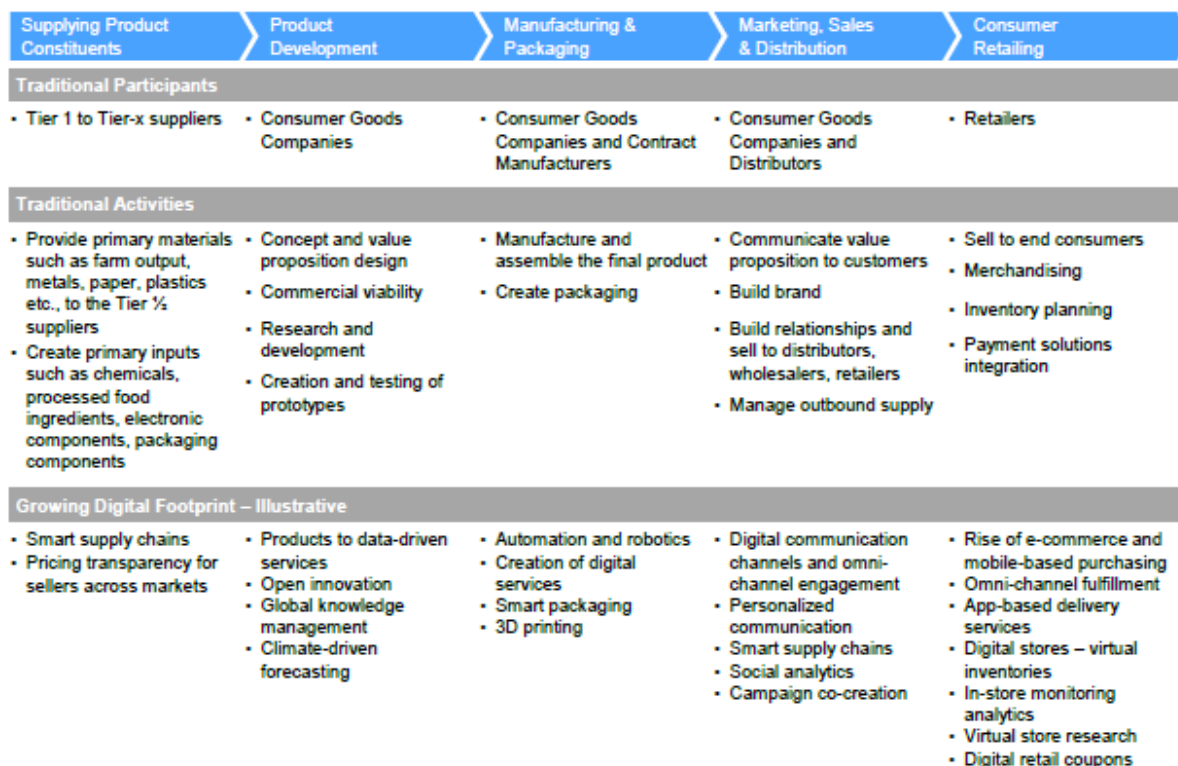 Supplying Product
Constituents
Product
Development
Manufacturing &
Packaging
Marketing, Sales
& Distribution
Consumer
Retailing
Traditional Participants
▪ Tier 1 to Tier-x suppliers
▪ Consumer Goods
Companies
▪ Consumer Goods
Companies and Contract
Manufacturers
▪ Consumer Goods
Companies and
Distributors
▪ Retailers
Traditional Activities
▪ Provide primary materials
such as farm output,
metals, paper, plastics
etc., to the Tier ½
suppliers
▪ Create primary inputs
such as chemicals,
processed food
ingredients, electronic
components, packaging
components
▪ Concept and value
proposition design
▪ Commercial viability
▪ Research and
development
▪ Creation and testing of
prototypes
▪ Manufacture and
assemble the final product
▪ Create packaging
▪ Communicate value
proposition to customers
▪ Build brand
▪ Build relationships and
sell to distributors,
wholesalers, retailers
▪ Manage outbound supply
▪ Sell to end consumers
▪ Merchandising
▪ Inventory planning
▪ Payment solutions
integration
Growing Digital Footprint – Illustrative
▪ Smart supply chains
▪ Pricing transparency for
sellers across markets
▪ Products to data-driven
services
▪ Open innovation
▪ Global knowledge
management
▪ Climate-driven
forecasting
▪ Automation and robotics
▪ Creation of digital
services
▪ Smart packaging
▪ 3D printing
▪ Digital communication
channels and omni-
channel engagement
▪ Personalized
communication
▪ Smart supply chains
▪ Social analytics
▪ Campaign co-creation
▪ Rise of e-commerce and
mobile-based purchasing
▪ Omni-channel fulfillment
▪ App-based delivery
services
▪ Digital stores – virtual
inventories
▪ In-store monitoring
analytics
▪ Virtual store research
▪ Digital retail coupons